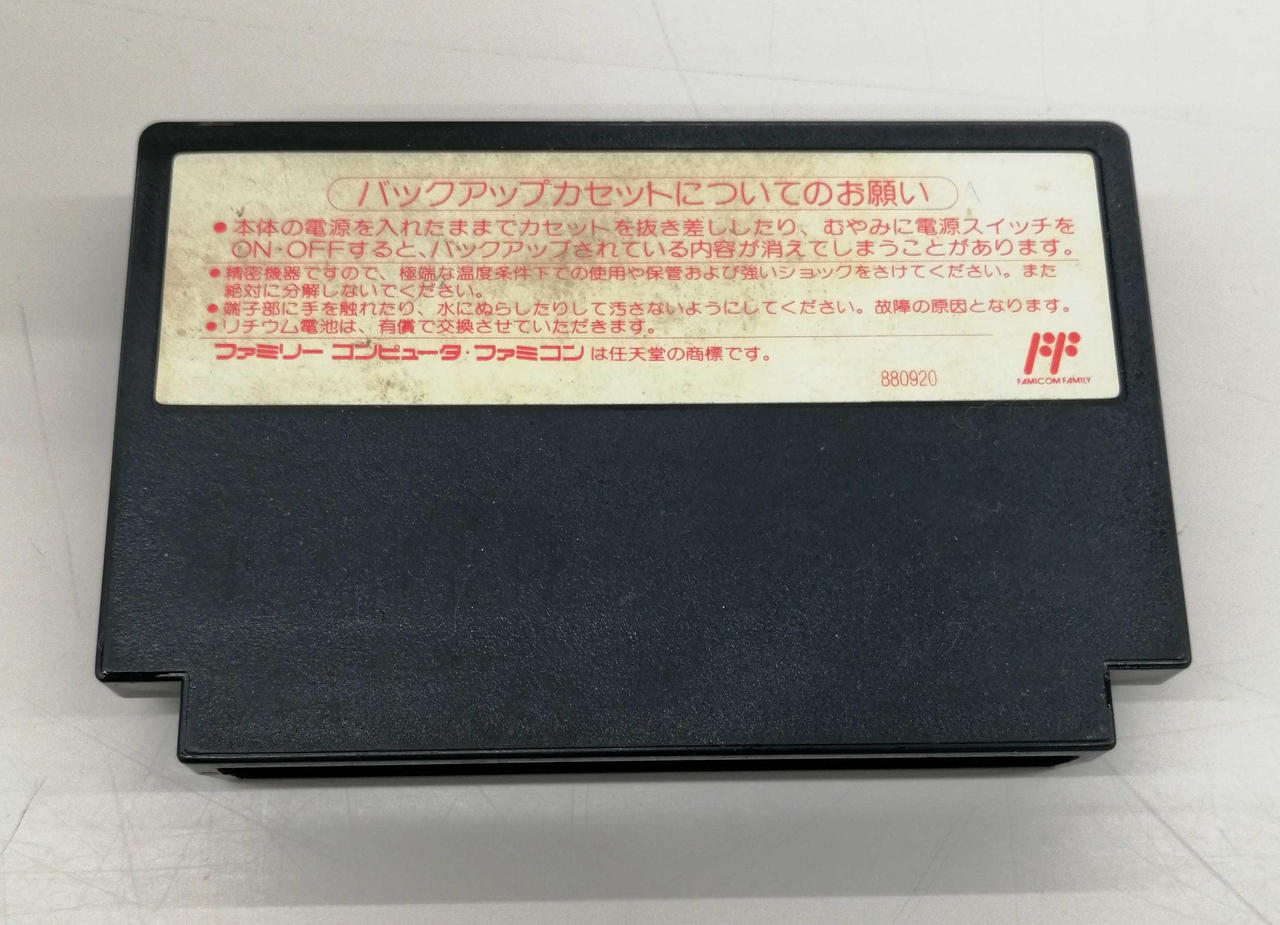 バックアップカセットについてのお願い
●本体の電源を入れたままでカセットを抜き差ししたり、むやみに電源スイッチを
ON・OFFすると、バックアップされている内容が消えてしまうことがあります。
●精密機器ですので、極端な温度条件下での使用や保管および強いショックをさけてください。また
絶対に分解しないでください。
●端子部に手を触れたり、水にぬらしたりして汚さないようにしてください。故障の原因となります。
●リチウム電池は、有償で交換させていただきます。
ファミリー コンピュータ・ファミコン は任天堂の商標です。
880920
FF
FAMICOM FAMILY